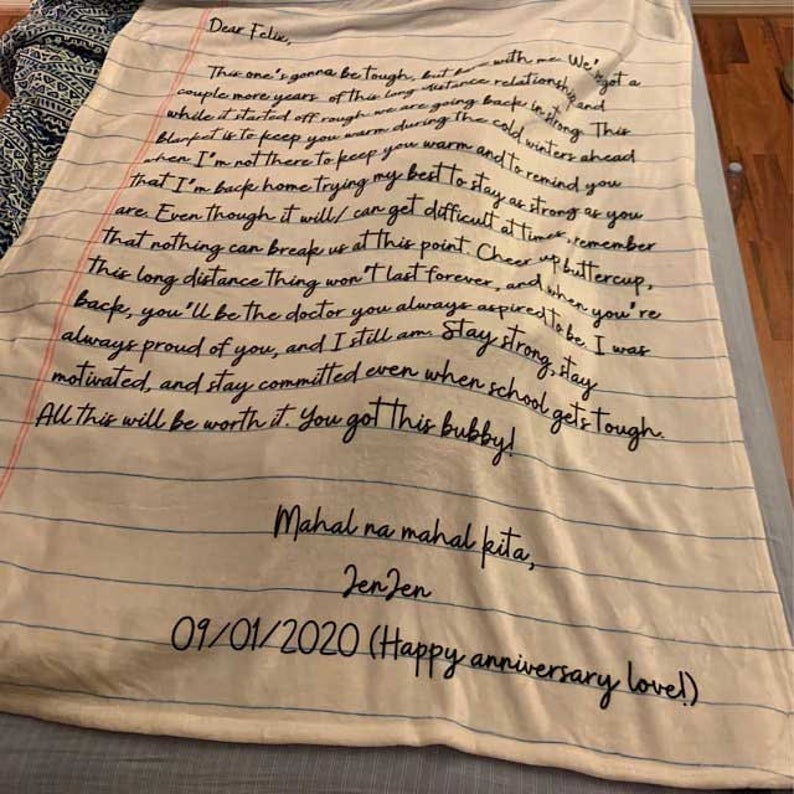 Dear Felix,
This one's gonna be tough, but bare with me. We've got a
couple more years of this long distance relationship and
while it started off rough we are going back in strong. This
blanket is to keep you warm during the cold winters ahead
when I'm not there to keep you warm and to remind you
that I'm back home trying my best to stay as strong as you
are. Even though it will/ can get difficult at times, remember
that nothing can break us at this point. Cheer up buttercup,
this long distance thing won't last forever, and when you're
back, you'll be the doctor you always aspired to be. I was
always proud of you, and I still am. Stay strong, stay
motivated, and stay committed even when school gets tough.
All this will be worth it. You got this bubby!
Mahal na mahal kita,
JenJen
09/01/2020 (Happy anniversary love!)